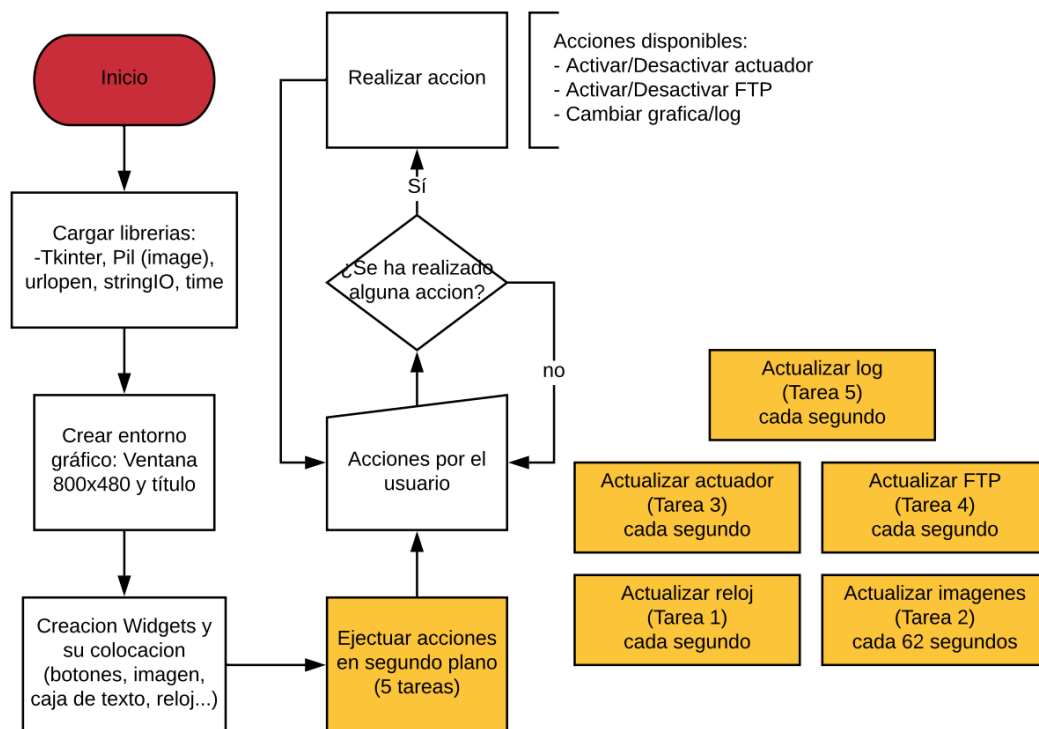 Inicio
Cargar librerias:
-Tkinter, Pil (image),
urlopen, stringIO, time
Crear entorno
gráfico: Ventana
800x480 y título
Creacion Widgets y
su colocacion
(botones, imagen,
caja de texto, reloj...)
Ejectuar acciones
en segundo plano
(5 tareas)
Acciones por el
usuario
¿Se ha realizado
alguna accion?
Sí
no
Realizar accion
Acciones disponibles:
- Activar/Desactivar actuador
- Activar/Desactivar FTP
- Cambiar grafica/log
Actualizar log
(Tarea 5)
cada segundo
Actualizar actuador
(Tarea 3)
cada segundo
Actualizar FTP
(Tarea 4)
cada segundo
Actualizar reloj
(Tarea 1)
cada segundo
Actualizar imagenes
(Tarea 2)
cada 62 segundos